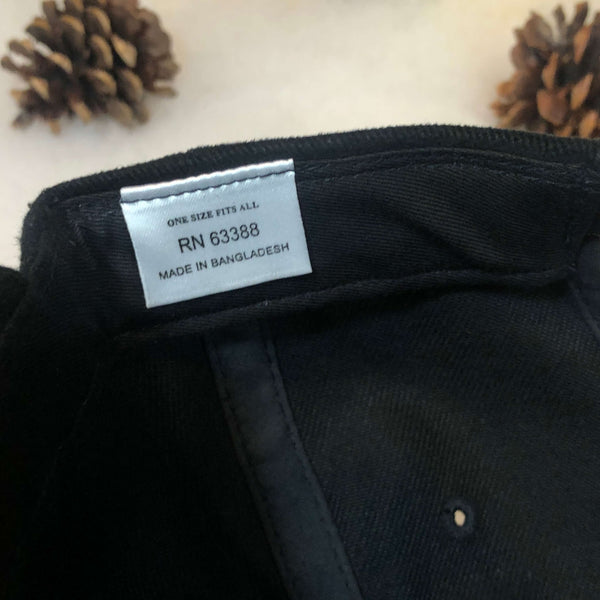 ONE SIZE FITS ALL
RN 63388
MADE IN BANGLADESH